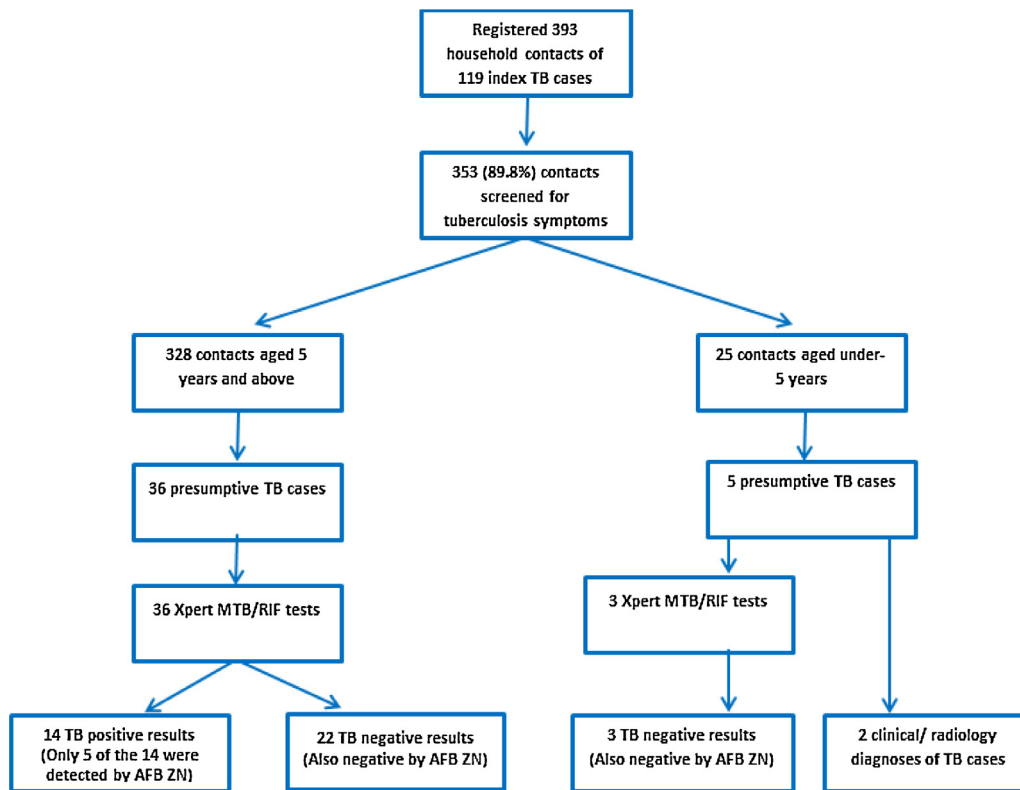 Registered 393
household contacts of
119 index TB cases
353 (89.8%) contacts
screened for
tuberculosis symptoms
328 contacts aged 5
years and above
25 contacts aged under-
5 years
36 presumptive TB cases
5 presumptive TB cases
36 Xpert MTB/RIF tests
3 Xpert MTB/RIF tests
14 TB positive results
(Only 5 of the 14 were
detected by AFB ZN)
22 TB negative results
(Also negative by AFB ZN)
3 TB negative results
(Also negative by AFB ZN)
2 clinical/ radiology
diagnoses of TB cases